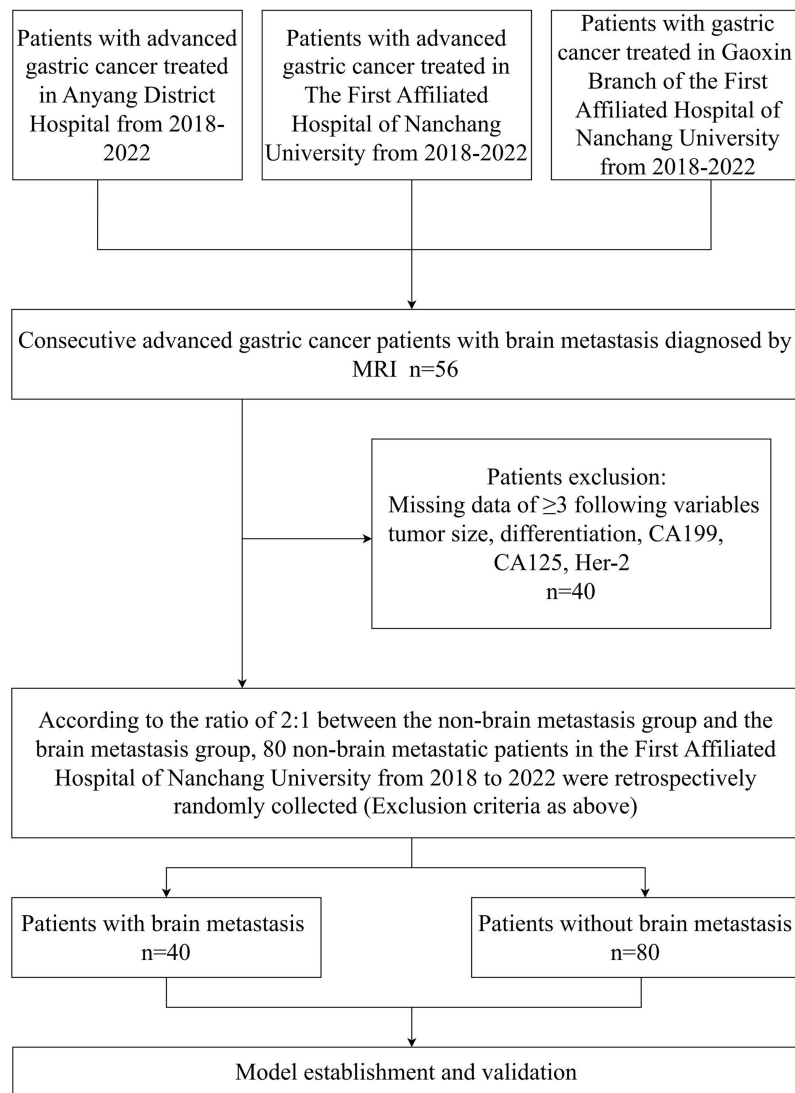 Patients with advanced
gastric cancer treated
in Anyang District
Hospital from 2018-
2022
Patients with advanced
gastric cancer treated in
The First Affiliated
Hospital of Nanchang
University from 2018-2022
Patients with gastric
cancer treated in Gaoxin
Branch of the First
Affiliated Hospital of
Nanchang University
from 2018-2022
Consecutive advanced gastric cancer patients with brain metastasis diagnosed by
MRI n=56
Patients exclusion:
Missing data of ≥3 following variables
tumor size, differentiation, CA199,
CA125, Her-2
n=40
According to the ratio of 2:1 between the non-brain metastasis group and the
brain metastasis group, 80 non-brain metastatic patients in the First Affiliated
Hospital of Nanchang University from 2018 to 2022 were retrospectively
randomly collected (Exclusion criteria as above)
Patients with brain metastasis
n=40
Patients without brain metastasis
n=80
Model establishment and validation